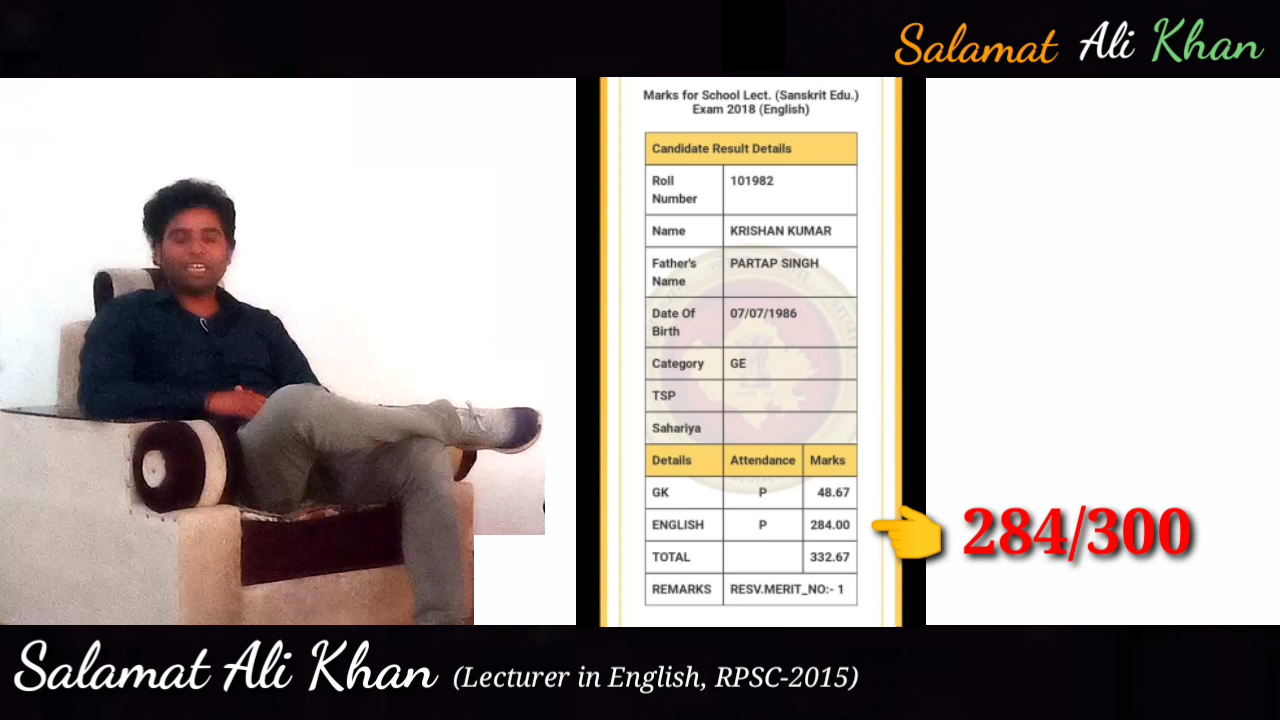 Salamat Ali Khan
Marks for School Lect. (Sanskrit Edu.)
Exam 2018 (English)
Candidate Result Details
Roll Number 101982
Name KRISHAN KUMAR
Father's Name PARTAP SINGH
Date Of Birth 07/07/1986
Category GE
TSP
Sahariya
Details Attendance Marks
GK P 48.67
ENGLISH P 284.00
TOTAL 332.67
REMARKS RESV.MERIT_NO:- 1
284/300
Salamat Ali Khan (Lecturer in English, RPSC-2015)